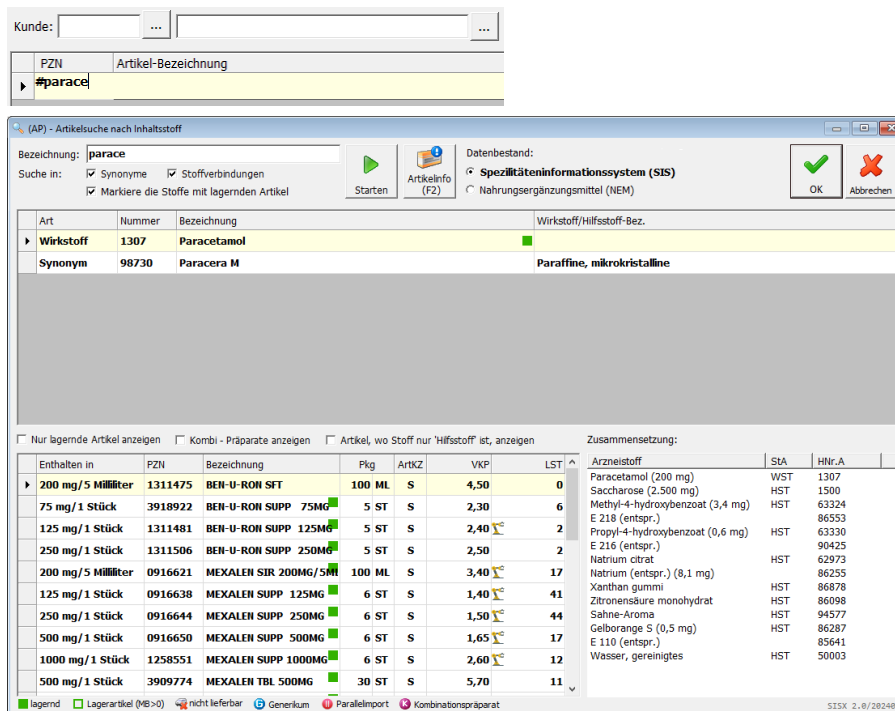 Kunde: ... ...
PZN Artikel-Bezeichnung
#parace
(AP) - Artikelsuche nach Inhaltsstoff
Bezeichnung: parace
Suche in: Synonyme Stoffverbindungen
Markiere die Stoffe mit lagernden Artikel
Starten
Artikelinfo
(F2)
Datenbestand:
Spezilitäteninformationssystem (SIS)
Nahrungsergänzungsmittel (NEM)
OK Abbrechen
Art Nummer Bezeichnung Wirkstoff/Hilfsstoff-Bez.
Wirkstoff 1307 Paracetamol
Synonym 98730 Paracera M Paraffine, mikrokristalline
Nur lagernde Artikel anzeigen Kombi - Präparate anzeigen Artikel, wo Stoff nur 'Hilfsstoff' ist, anzeigen
Enthalten in PZN Bezeichnung Pkg ArtKZ VKP LST
200 mg/5 Milliliter 1311475 BEN-U-RON SFT 100 ML S 4,50 0
75 mg/1 Stück 3918922 BEN-U-RON SUPP 75MG 5 ST S 2,30 6
125 mg/1 Stück 1311481 BEN-U-RON SUPP 125MG 5 ST S 2,40 2
250 mg/1 Stück 1311506 BEN-U-RON SUPP 250MG 5 ST S 2,50 2
200 mg/5 Milliliter 0916621 MEXALEN SIR 200MG/5ML 100 ML S 3,40 17
125 mg/1 Stück 0916638 MEXALEN SUPP 125MG 6 ST S 1,40 41
250 mg/1 Stück 0916644 MEXALEN SUPP 250MG 6 ST S 1,50 44
500 mg/1 Stück 0916650 MEXALEN SUPP 500MG 6 ST S 1,65 17
1000 mg/1 Stück 1258551 MEXALEN SUPP 1000MG 6 ST S 2,60 12
500 mg/1 Stück 3909774 MEXALEN TBL 500MG 30 ST S 5,70 11
Zusammensetzung:
Arzneistoff StA HNr.A
Paracetamol (200 mg) WST 1307
Saccharose (2.500 mg) HST 1500
Methyl-4-hydroxybenzoat (3,4 mg) HST 63324
E 218 (entspr.) 86553
Propyl-4-hydroxybenzoat (0,6 mg) HST 63330
E 216 (entspr.) 90425
Natrium citrat HST 62973
Natrium (entspr.) (8,1 mg) 86255
Xanthan gummi HST 86878
Zitronensäure monohydrat HST 86098
Sahne-Aroma HST 94577
Gelborange S (0,5 mg) HST 86287
E 110 (entspr.) 85641
Wasser, gereinigtes HST 50003
lagernd Lagerartikel (MB>0) nicht lieferbar G Generikum Parallelimport K Kombinationspräparat
SISX 2.0/2024